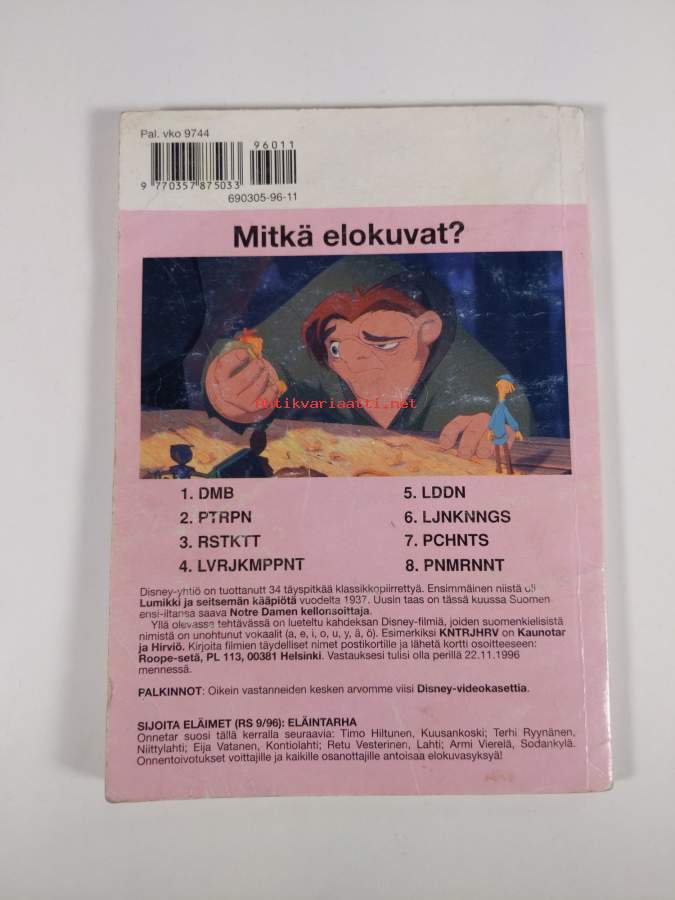 Pal. vko 9744
96011
9 770357 875033
690305-96-11
Mitkä elokuvat?
Antikvariaatti.net
1. DMB
2. PTRPN
3. RSTKTT
4. LVRJKMPPNT
5. LDDN
6. LJNKNNGS
7. PCHNTS
8. PNMRNNT
Disney-yhtiö on tuottanutt 34 täyspitkää klassikkopiirrettyä. Ensimmäinen niistä oli
Lumikki ja seitsemän kääpiötä vuodelta 1937. Uusin taas on tässä kuussa Suomen
ensi-iltansa saava Notre Damen kellonsoittaja.
Yllä olevassa tehtävässä on lueteltu kahdeksan Disney-filmiä, joiden suomenkielisistä
nimistä on unohtunut vokaalit (a, e, i, o, u, y, ä, ö). Esimerkiksi KNTRJHRV on Kaunotar
ja Hirviö. Kirjoita filmien täydelliset nimet postikortille ja lähetä kortti osoitteeseen:
Roope-setä, PL 113, 00381 Helsinki. Vastauksesi tulisi olla perillä 22.11.1996
mennessä.
PALKINNOT: Oikein vastanneiden kesken arvomme viisi Disney-videokasettia.
SIJOITA ELÄIMET (RS 9/96): ELÄINTARHA
Onnetar suosi tällä kerralla seuraavia: Timo Hiltunen, Kuusankoski; Terhi Ryynänen,
Niittylahti; Eija Vatanen, Kontiolahti; Retu Vesterinen, Lahti; Armi Vierelä, Sodankylä.
Onnentoivotukset voittajille ja kaikille osanottajille antoisaa elokuvasyksyä!